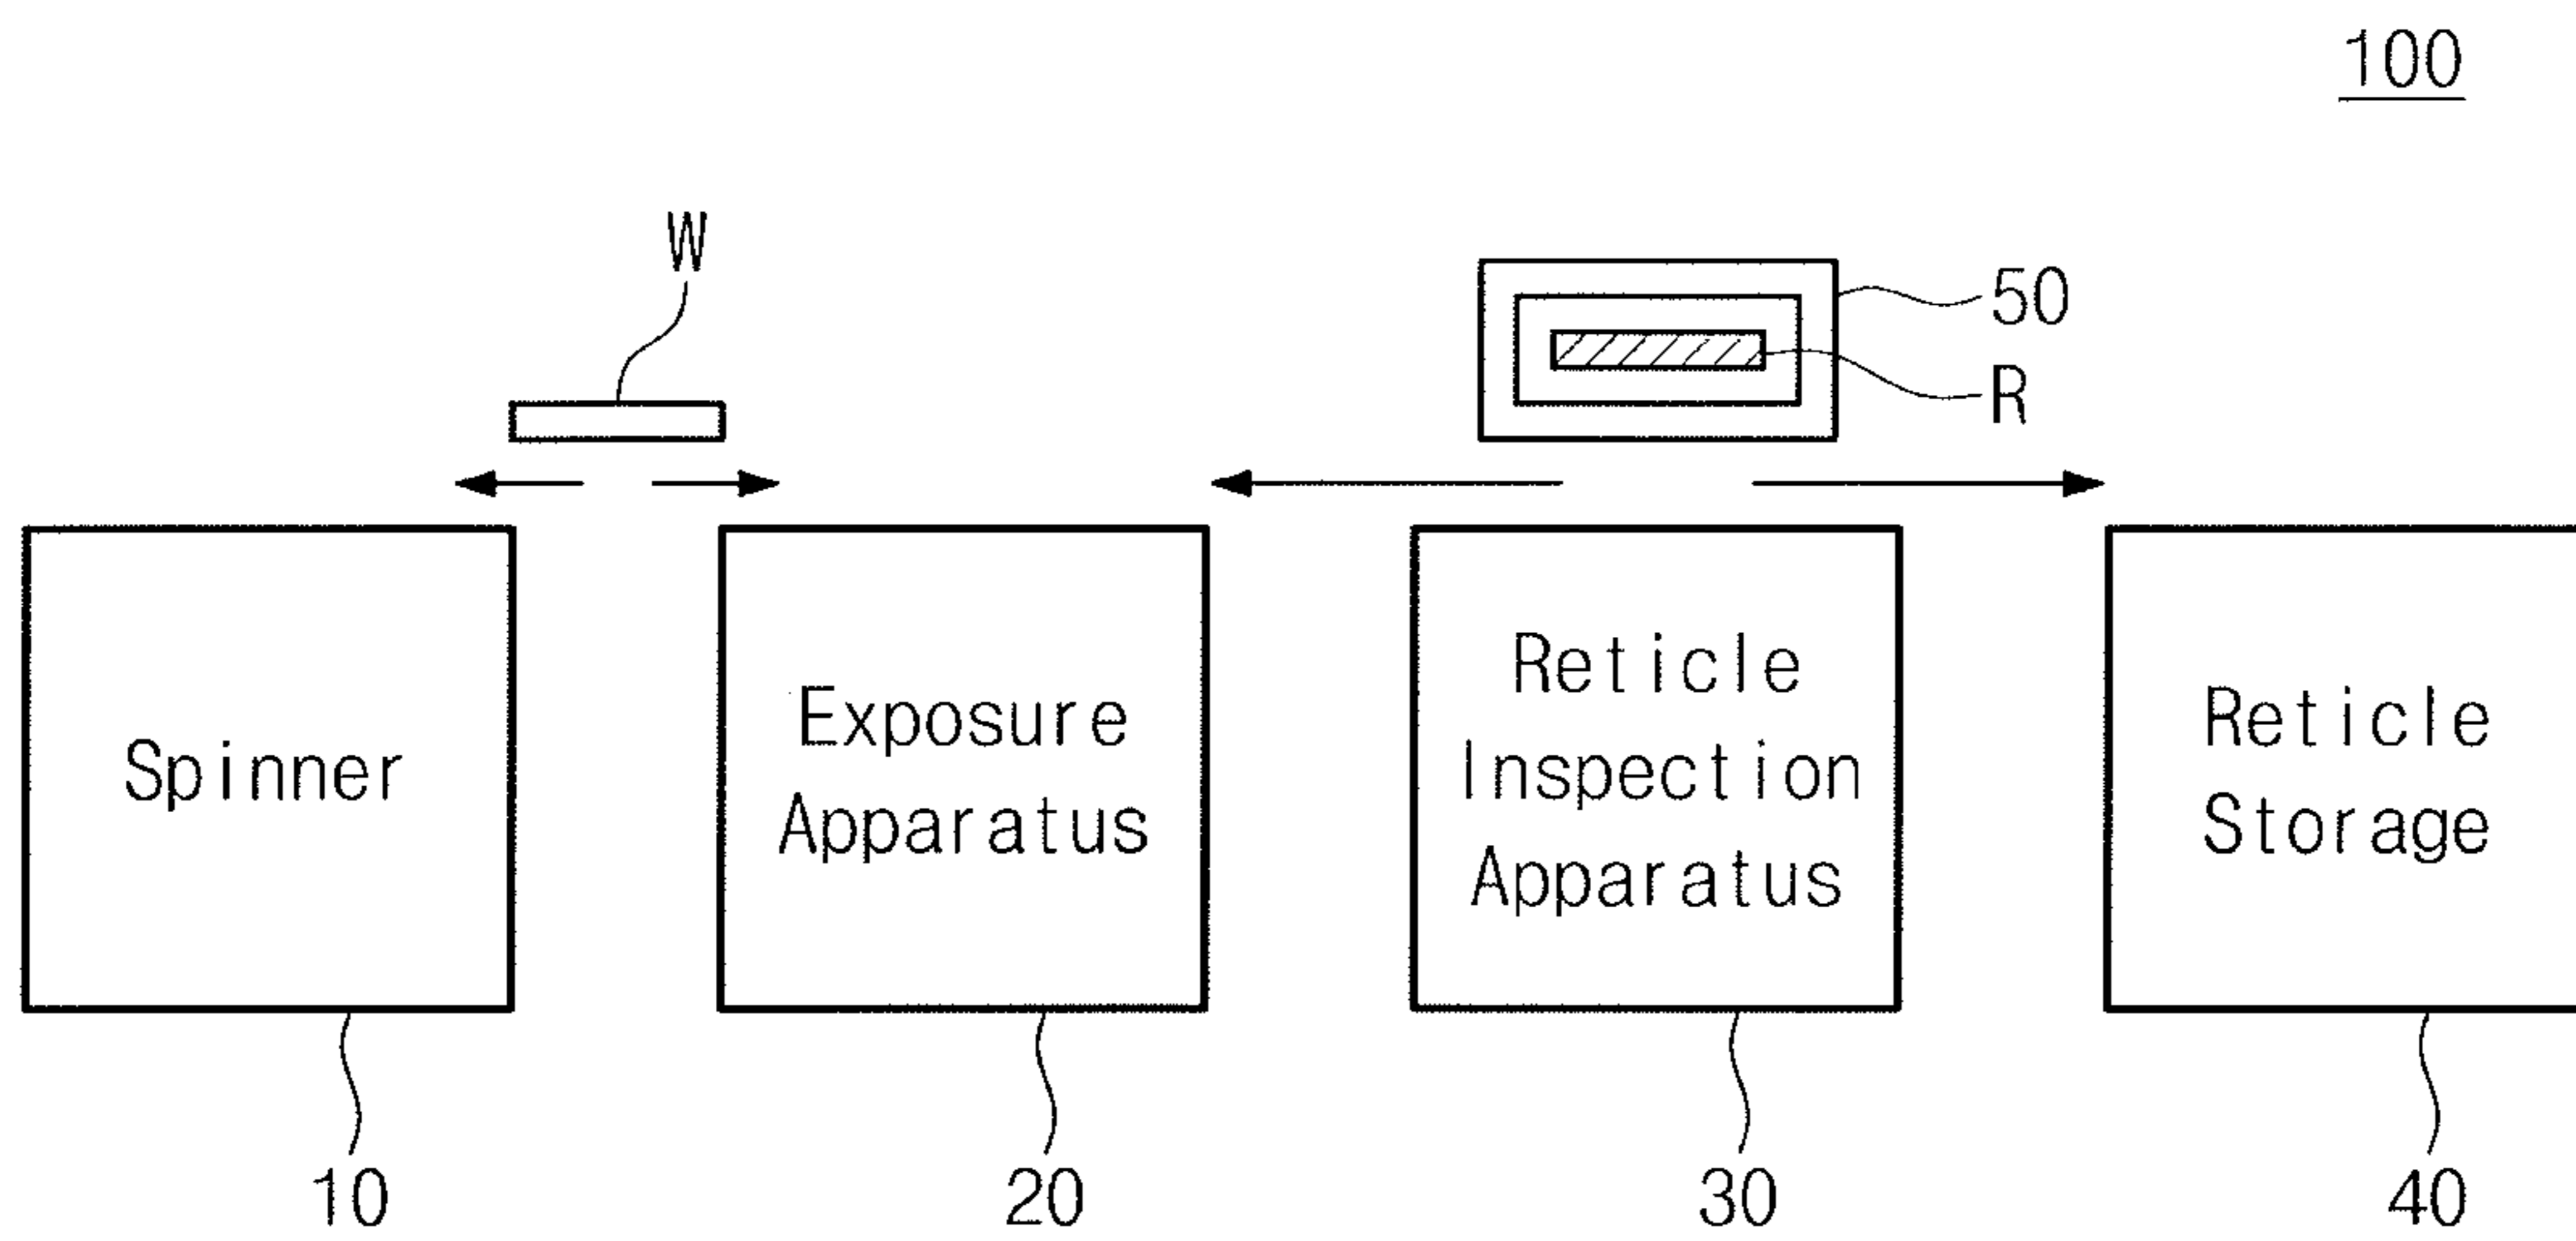 100
W
50
R
Spinner
Exposure
Apparatus
Reticle
Inspection
Apparatus
Reticle
Storage
10
20
30
40